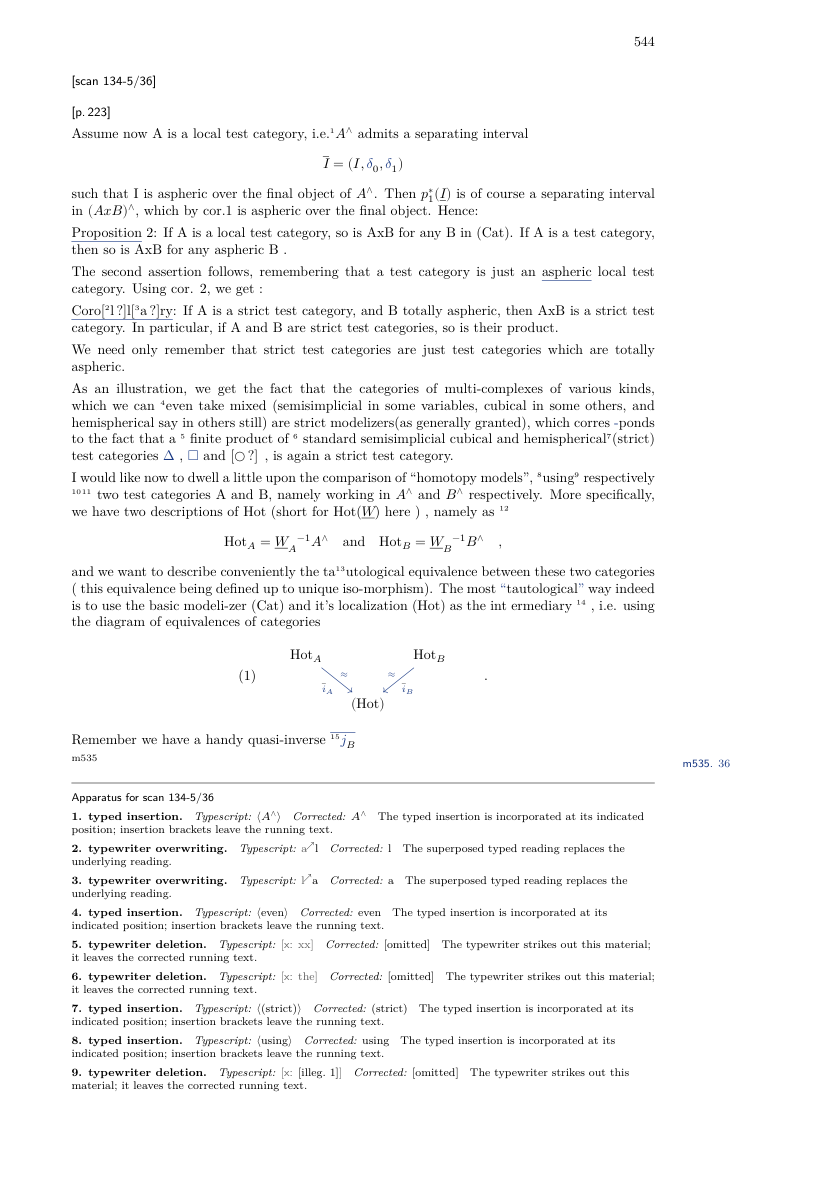 544
[scan 134-5/36]
[p. 223]
Assume now A is a local test category, i.e.¹A^ admits a separating interval
Ī = (I, δ₀, δ₁)
such that I is aspheric over the final object of A^. Then p₁*(I) is of course a separating interval
in (AxB)^, which by cor.1 is aspheric over the final object. Hence:
Proposition 2: If A is a local test category, so is AxB for any B in (Cat). If A is a test category,
then so is AxB for any aspheric B .
The second assertion follows, remembering that a test category is just an aspheric local test
category. Using cor. 2, we get :
Coro[²l ?]l[³a ?]ry: If A is a strict test category, and B totally aspheric, then AxB is a strict test
category. In particular, if A and B are strict test categories, so is their product.
We need only remember that strict test categories are just test categories which are totally
aspheric.
As an illustration, we get the fact that the categories of multi-complexes of various kinds,
which we can ⁴even take mixed (semisimplicial in some variables, cubical in some others, and
hemispherical say in others still) are strict modelizers(as generally granted), which corres -ponds
to the fact that a ⁵ finite product of ⁶ standard semisimplicial cubical and hemispherical⁷(strict)
test categories Δ , □ and [○ ?] , is again a strict test category.
I would like now to dwell a little upon the comparison of “homotopy models”, ⁸using⁹ respectively
¹⁰ ¹¹ two test categories A and B, namely working in A^ and B^ respectively. More specifically,
we have two descriptions of Hot (short for Hot(W) here ) , namely as ¹²
Hot_A = W_A⁻¹A^ and Hot_B = W_B⁻¹B^ ,
and we want to describe conveniently the ta¹³utological equivalence between these two categories
( this equivalence being defined up to unique iso-morphism). The most “tautological” way indeed
is to use the basic modeli-zer (Cat) and it’s localization (Hot) as the int ermediary ¹⁴ , i.e. using
the diagram of equivalences of categories
Hot_A Hot_B
(1) ≈ ≈ .
i̅_A i̅_B
(Hot)
Remember we have a handy quasi-inverse ¹⁵j_B
m535
m535. 36
Apparatus for scan 134-5/36
1. typed insertion. Typescript: ⟨A^⟩ Corrected: A^ The typed insertion is incorporated at its indicated
position; insertion brackets leave the running text.
2. typewriter overwriting. Typescript: a↗l Corrected: l The superposed typed reading replaces the
underlying reading.
3. typewriter overwriting. Typescript: l↗a Corrected: a The superposed typed reading replaces the
underlying reading.
4. typed insertion. Typescript: ⟨even⟩ Corrected: even The typed insertion is incorporated at its
indicated position; insertion brackets leave the running text.
5. typewriter deletion. Typescript: [x: xx] Corrected: [omitted] The typewriter strikes out this material;
it leaves the corrected running text.
6. typewriter deletion. Typescript: [x: the] Corrected: [omitted] The typewriter strikes out this material;
it leaves the corrected running text.
7. typed insertion. Typescript: ⟨(strict)⟩ Corrected: (strict) The typed insertion is incorporated at its
indicated position; insertion brackets leave the running text.
8. typed insertion. Typescript: ⟨using⟩ Corrected: using The typed insertion is incorporated at its
indicated position; insertion brackets leave the running text.
9. typewriter deletion. Typescript: [x: [illeg. 1]] Corrected: [omitted] The typewriter strikes out this
material; it leaves the corrected running text.